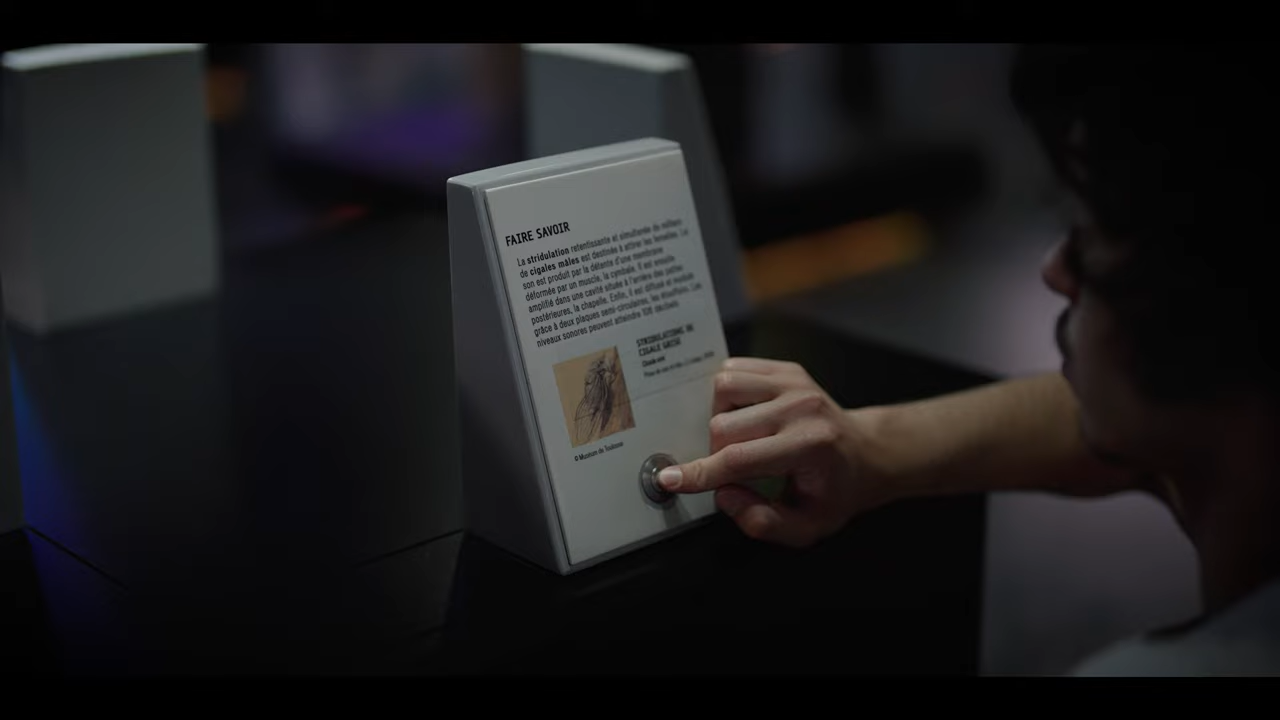 FAIRE SAVOIR
La stridulation retentissante et simultanée de milliers
de cigales mâles est destinée à attirer les femelles. Le
son est produit par la détente d'une membrane
déformée par un muscle, la cymbale. Il est ensuite
amplifié dans une cavité située à l'arrière des pattes
postérieures, la chapelle. Enfin, il est diffusé et modulé
grâce à deux plaques semi-circulaires, les opercules. Les
niveaux sonores peuvent atteindre décibels
STRIDULATIONS DE
CIGALE GRISE
© Muséum de Toulouse